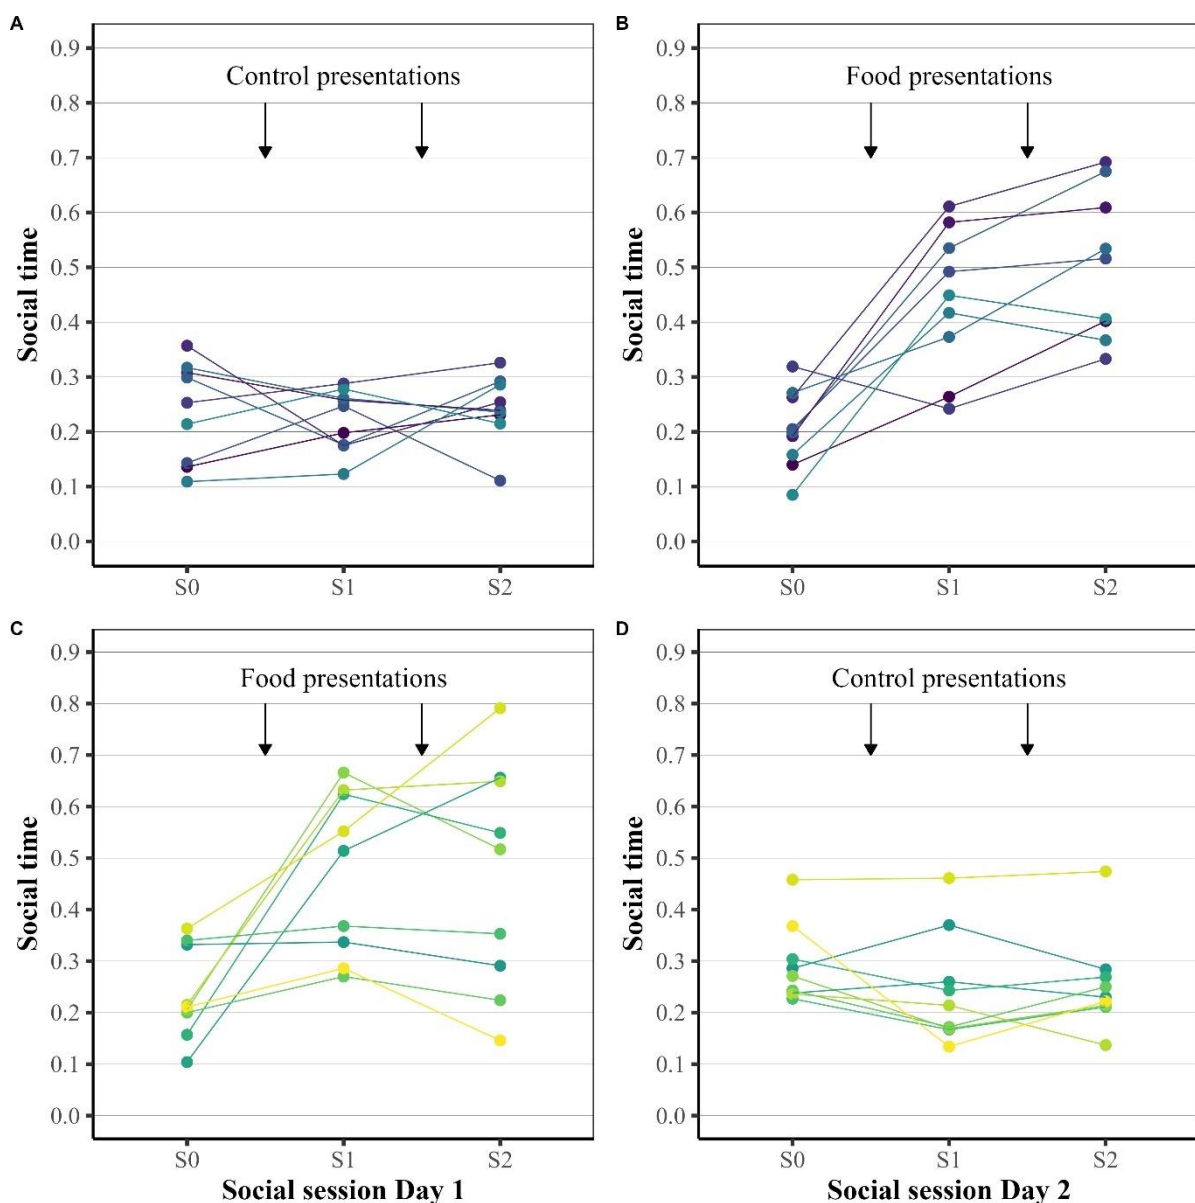 A
Control presentations
0.9
0.8
0.7
0.6
0.5
0.4
0.3
0.2
0.1
0.0
Social time
S0 S1 S2
B
Food presentations
0.9
0.8
0.7
0.6
0.5
0.4
0.3
0.2
0.1
0.0
Social time
S0 S1 S2
C
Food presentations
0.9
0.8
0.7
0.6
0.5
0.4
0.3
0.2
0.1
0.0
Social time
S0 S1 S2
Social session Day 1
D
Control presentations
0.9
0.8
0.7
0.6
0.5
0.4
0.3
0.2
0.1
0.0
Social time
S0 S1 S2
Social session Day 2